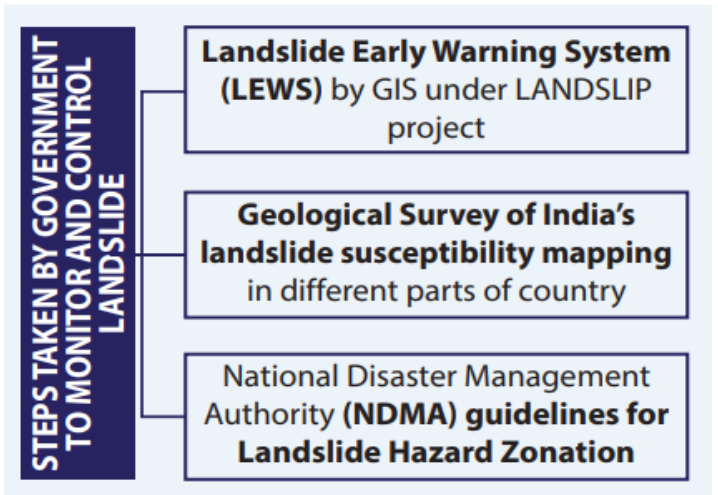 STEPS TAKEN BY GOVERNMENT
TO MONITOR AND CONTROL
LANDSLIDE
Landslide Early Warning System
(LEWS) by GIS under LANDSLIP
project
Geological Survey of India’s
landslide susceptibility mapping
in different parts of country
National Disaster Management
Authority (NDMA) guidelines for
Landslide Hazard Zonation